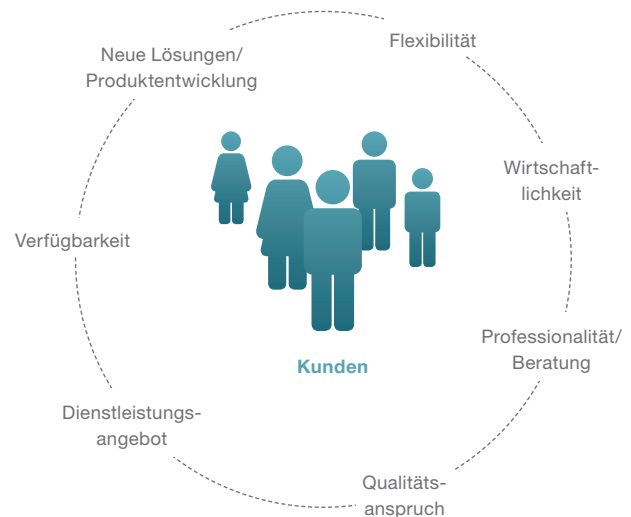 Flexibilität
Neue Lösungen/
Produktentwicklung
Wirtschaft-
lichkeit
Verfügbarkeit
Professionalität/
Beratung
Kunden
Dienstleistungs-
angebot
Qualitäts-
anspruch